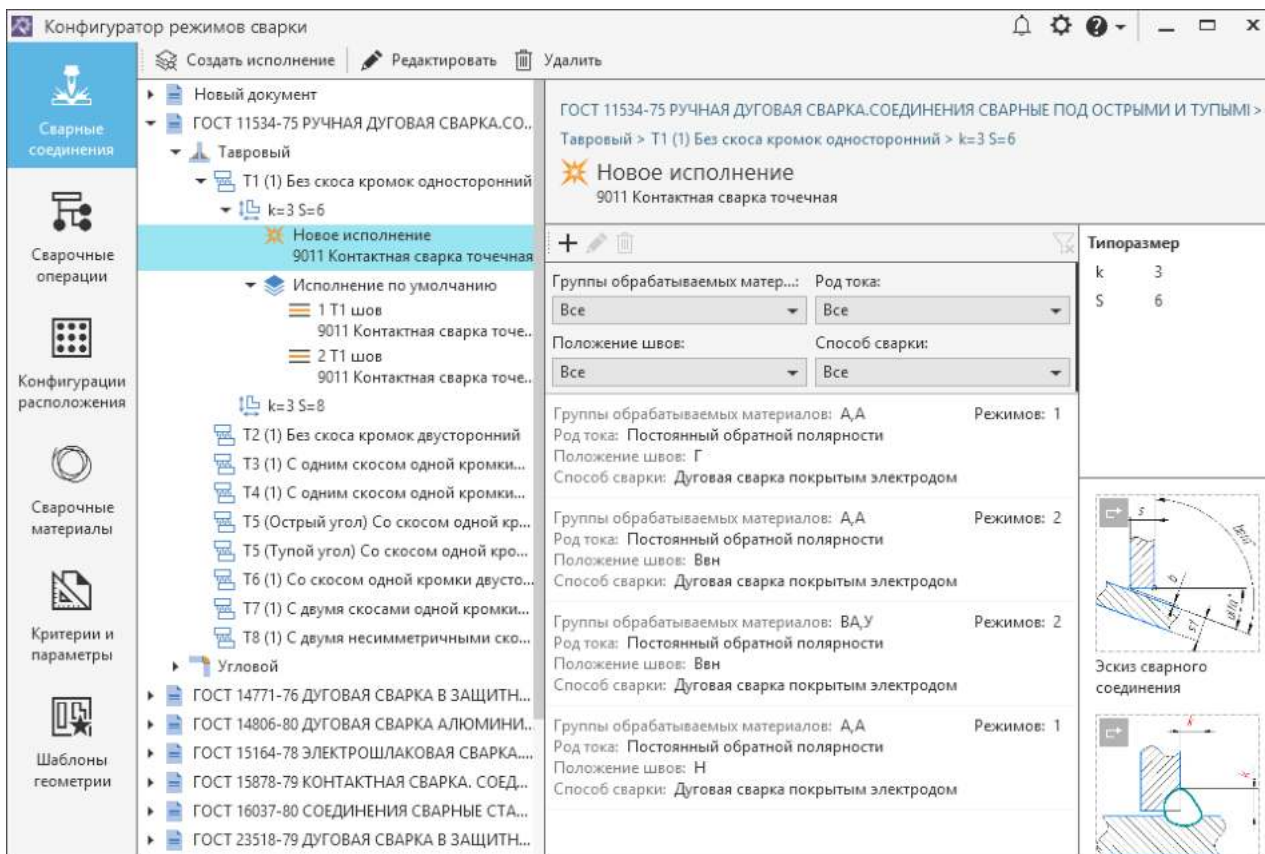 Конфигуратор режимов сварки
Создать исполнение
Редактировать
Удалить
Сварные
соединения
Сварочные
операции
Конфигурации
расположения
Сварочные
материалы
Критерии и
параметры
Шаблоны
геометрии
Новый документ
ГОСТ 11534-75 РУЧНАЯ ДУГОВАЯ СВАРКА.СО...
Тавровый
Т1 (1) Без скоса кромок односторонний
k=3 S=6
Новое исполнение
9011 Контактная сварка точечная
Исполнение по умолчанию
1 Т1 шов
9011 Контактная сварка точе...
2 Т1 шов
9011 Контактная сварка точе...
k=3 S=8
Т2 (1) Без скоса кромок двусторонний
Т3 (1) С одним скосом одной кромки...
Т4 (1) С одним скосом одной кромки...
Т5 (Острый угол) Со скосом одной кр...
Т5 (Тупой угол) Со скосом одной кро...
Т6 (1) Со скосом одной кромки двусто...
Т7 (1) С двумя скосами одной кромки...
Т8 (1) С двумя несимметричными ско...
Угловой
ГОСТ 14771-76 ДУГОВАЯ СВАРКА В ЗАЩИТН...
ГОСТ 14806-80 ДУГОВАЯ СВАРКА АЛЮМИНИ...
ГОСТ 15164-78 ЭЛЕКТРОШЛАКОВАЯ СВАРКА....
ГОСТ 15878-79 КОНТАКТНАЯ СВАРКА. СОЕД...
ГОСТ 16037-80 СОЕДИНЕНИЯ СВАРНЫЕ СТА...
ГОСТ 23518-79 ДУГОВАЯ СВАРКА В ЗАЩИТН...
ГОСТ 11534-75 РУЧНАЯ ДУГОВАЯ СВАРКА.СОЕДИНЕНИЯ СВАРНЫЕ ПОД ОСТРЫМИ И ТУПЫМI >
Тавровый > Т1 (1) Без скоса кромок односторонний > k=3 S=6
Новое исполнение
9011 Контактная сварка точечная
Группы обрабатываемых матер...: Род тока:
Все Все
Положение швов: Способ сварки:
Все Все
Группы обрабатываемых материалов: А,А Режимов: 1
Род тока: Постоянный обратной полярности
Положение швов: Г
Способ сварки: Дуговая сварка покрытым электродом
Группы обрабатываемых материалов: А,А Режимов: 2
Род тока: Постоянный обратной полярности
Положение швов: Ввн
Способ сварки: Дуговая сварка покрытым электродом
Группы обрабатываемых материалов: ВА,У Режимов: 2
Род тока: Постоянный обратной полярности
Положение швов: Ввн
Способ сварки: Дуговая сварка покрытым электродом
Группы обрабатываемых материалов: А,А Режимов: 1
Род тока: Постоянный обратной полярности
Положение швов: Н
Способ сварки: Дуговая сварка покрытым электродом
Типоразмер
k 3
S 6
s
b
Эскиз сварного
соединения